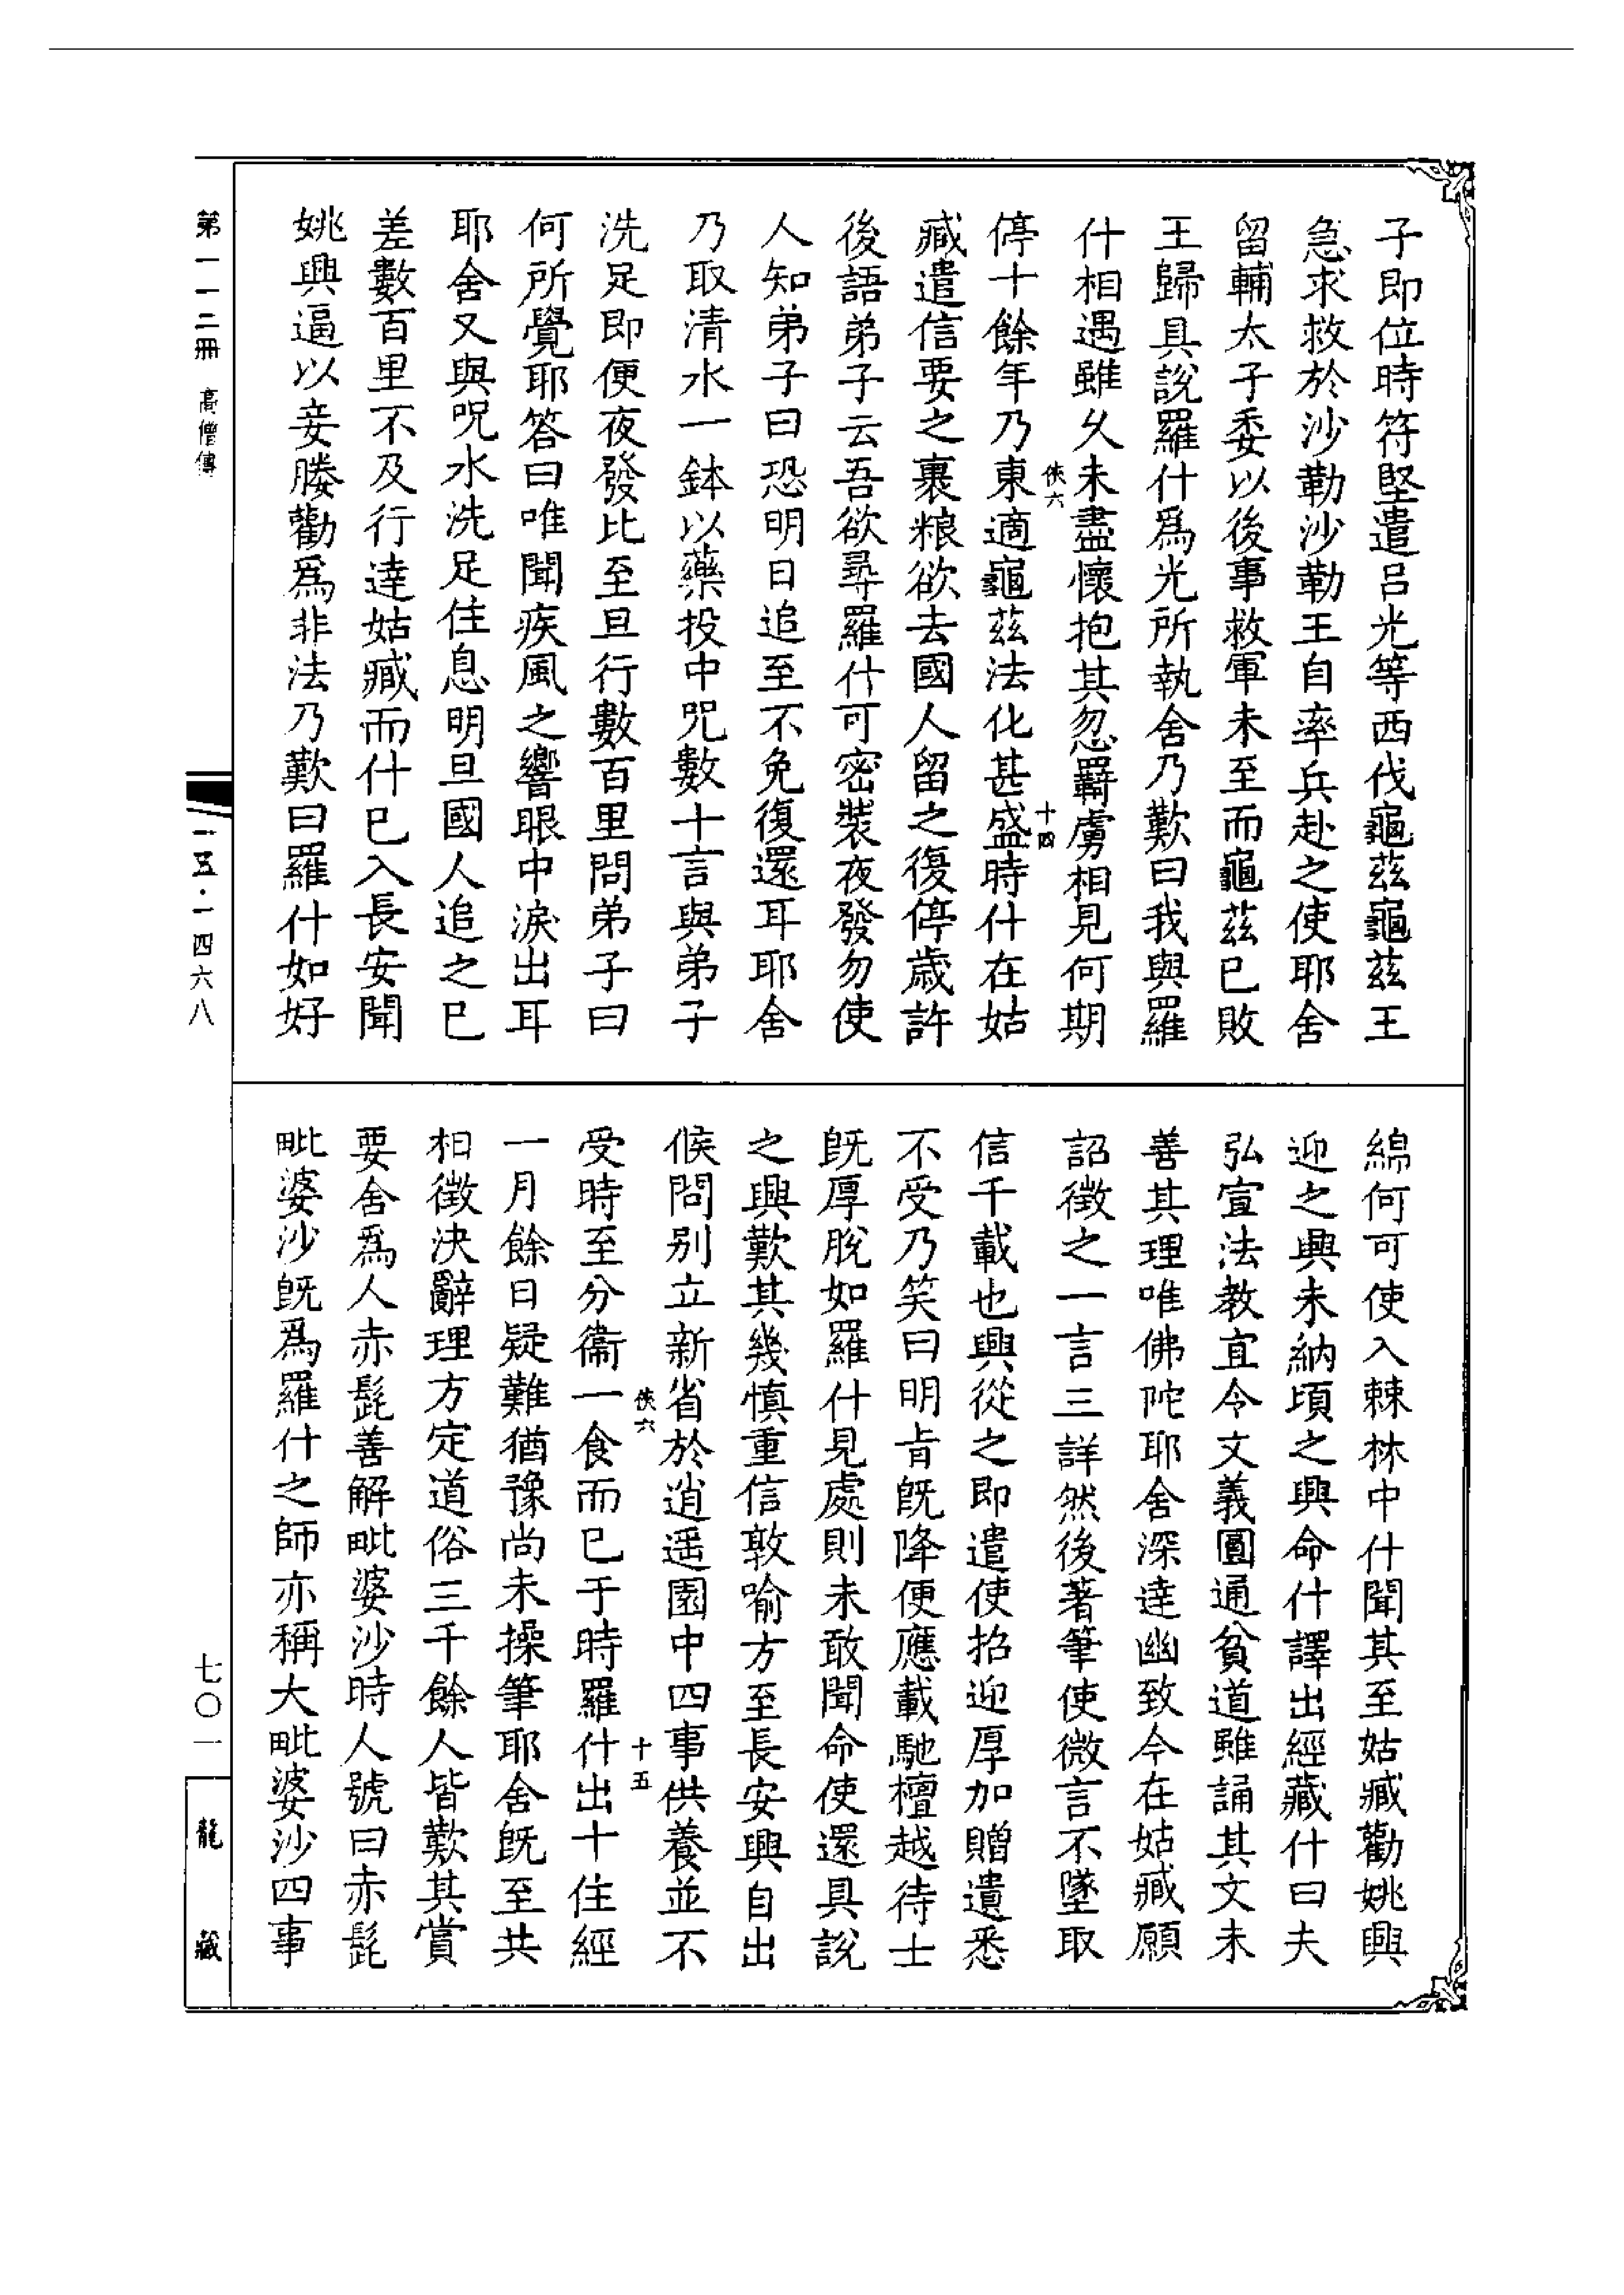 子即位時符堅遣吕光等西伐龜茲龜茲王
急求救於沙勒沙勒王自率兵赴之使耶舍
留輔太子委以後事救軍未至而龜茲已敗
王歸具說羅什爲光所執舍乃歎曰我與羅
什相遇雖久未盡懷抱其忽羇虜相見何期
俠六
十四
停十餘年乃東適龜茲法化甚盛時什在姑
臧遣信要之裹粮欲去國人留之復停歲許
後語弟子云吾欲尋羅什可密裝夜發勿使
人知弟子曰恐明日追至不免復還耳耶舍
乃取清水一鉢以藥投中呪數十言與弟子
洗足即便夜發比至旦行數百里問弟子曰
何所覺耶答曰唯聞疾風之響眼中淚出耳
耶舍又與呪水洗足住息明旦國人追之已
差數百里不及行達姑臧而什已入長安聞
姚興逼以妾媵勸爲非法乃歎曰羅什如好
綿何可使入棘林中什聞其至姑臧勸姚興
迎之興未納頃之興命什譯出經藏什曰夫
弘宣法教宜令文義圓通貧道雖誦其文未
善其理唯佛陀耶舍深達幽致今在姑臧願
詔徵之一言三詳然後著筆使微言不墜取
信千載也興從之即遣使招迎厚加贈遺悉
不受乃笑曰明旨既降便應載馳檀越待士
既厚脫如羅什見處則未敢聞命使還具說
之興歎其幾慎重信敦喻方至長安興自出
候問别立新省於逍遥園中四事供養並不
俠六
十五
受時至分衞一食而已于時羅什出十住經
一月餘日疑難猶豫尚未操筆耶舍既至共
相徵決辭理方定道俗三千餘人皆歎其賞
要舍爲人赤髭善解毗婆沙時人號曰赤髭
毗婆沙既爲羅什之師亦稱大毗婆沙四事
第一一二冊 高僧傳
一五·一四六八
七〇一
龍藏